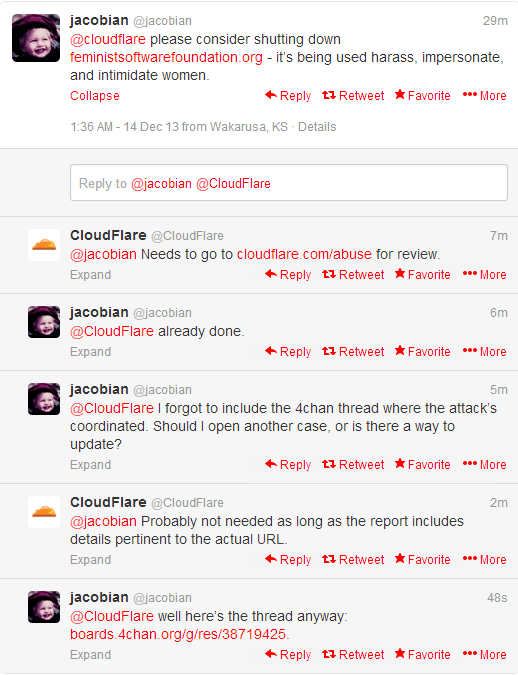 jacobian @jacobian 29m
@cloudflare please consider shutting down
feministsoftwarefoundation.org - it's being used harass, impersonate,
and intimidate women.
Collapse Reply Retweet Favorite More
1:36 AM - 14 Dec 13 from Wakarusa, KS · Details
Reply to @jacobian @CloudFlare
CloudFlare @CloudFlare 7m
@jacobian Needs to go to cloudflare.com/abuse for review.
Expand Reply Retweet Favorite More
jacobian @jacobian 6m
@CloudFlare already done.
Expand Reply Retweet Favorite More
jacobian @jacobian 5m
@CloudFlare I forgot to include the 4chan thread where the attack's
coordinated. Should I open another case, or is there a way to
update?
Expand Reply Retweet Favorite More
CloudFlare @CloudFlare 2m
@jacobian Probably not needed as long as the report includes
details pertinent to the actual URL.
Expand Reply Retweet Favorite More
jacobian @jacobian 48s
@CloudFlare well here's the thread anyway:
boards.4chan.org/g/res/38719425.
Expand Reply Retweet Favorite More